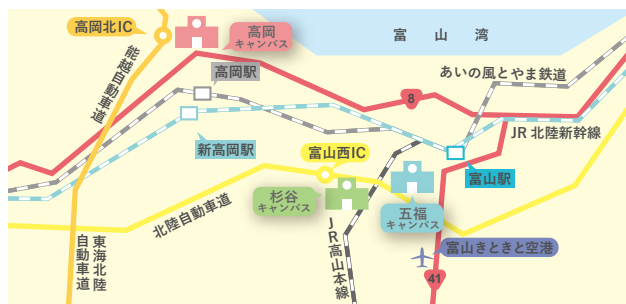 高岡北IC
高岡
キャンパス
富山湾
能越自動車道
高岡駅
あいの風とやま鉄道
8
JR北陸新幹線
新高岡駅
富山西IC
富山駅
杉谷
キャンパス
五福
キャンパス
北陸自動車道
JR高山本線
東海北陸
自動車道
富山きときと空港
41